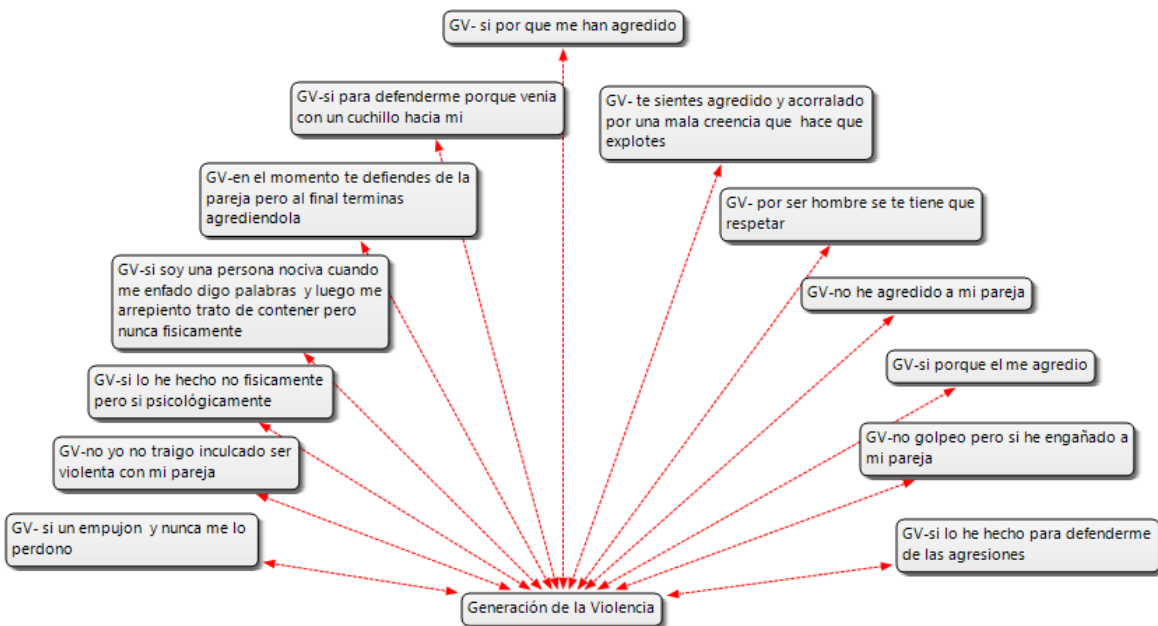 GV- si por que me han agredido
GV-si para defenderme porque venia
con un cuchillo hacia mi
GV- te sientes agredido y acorralado
por una mala creencia que hace que
explotes
GV-en el momento te defiendes de la
pareja pero al final terminas
agrediendola
GV- por ser hombre se te tiene que
respetar
GV-si soy una persona nociva cuando
me enfado digo palabras y luego me
arrepiento trato de contener pero
nunca fisicamente
GV-no he agredido a mi pareja
GV-si lo he hecho no fisicamente
pero si psicológicamente
GV-si porque el me agredio
GV-no yo no traigo inculcado ser
violenta con mi pareja
GV-no golpeo pero si he engañado a
mi pareja
GV- si un empujon y nunca me lo
perdono
GV-si lo he hecho para defenderme
de las agresiones
Generación de la Violencia